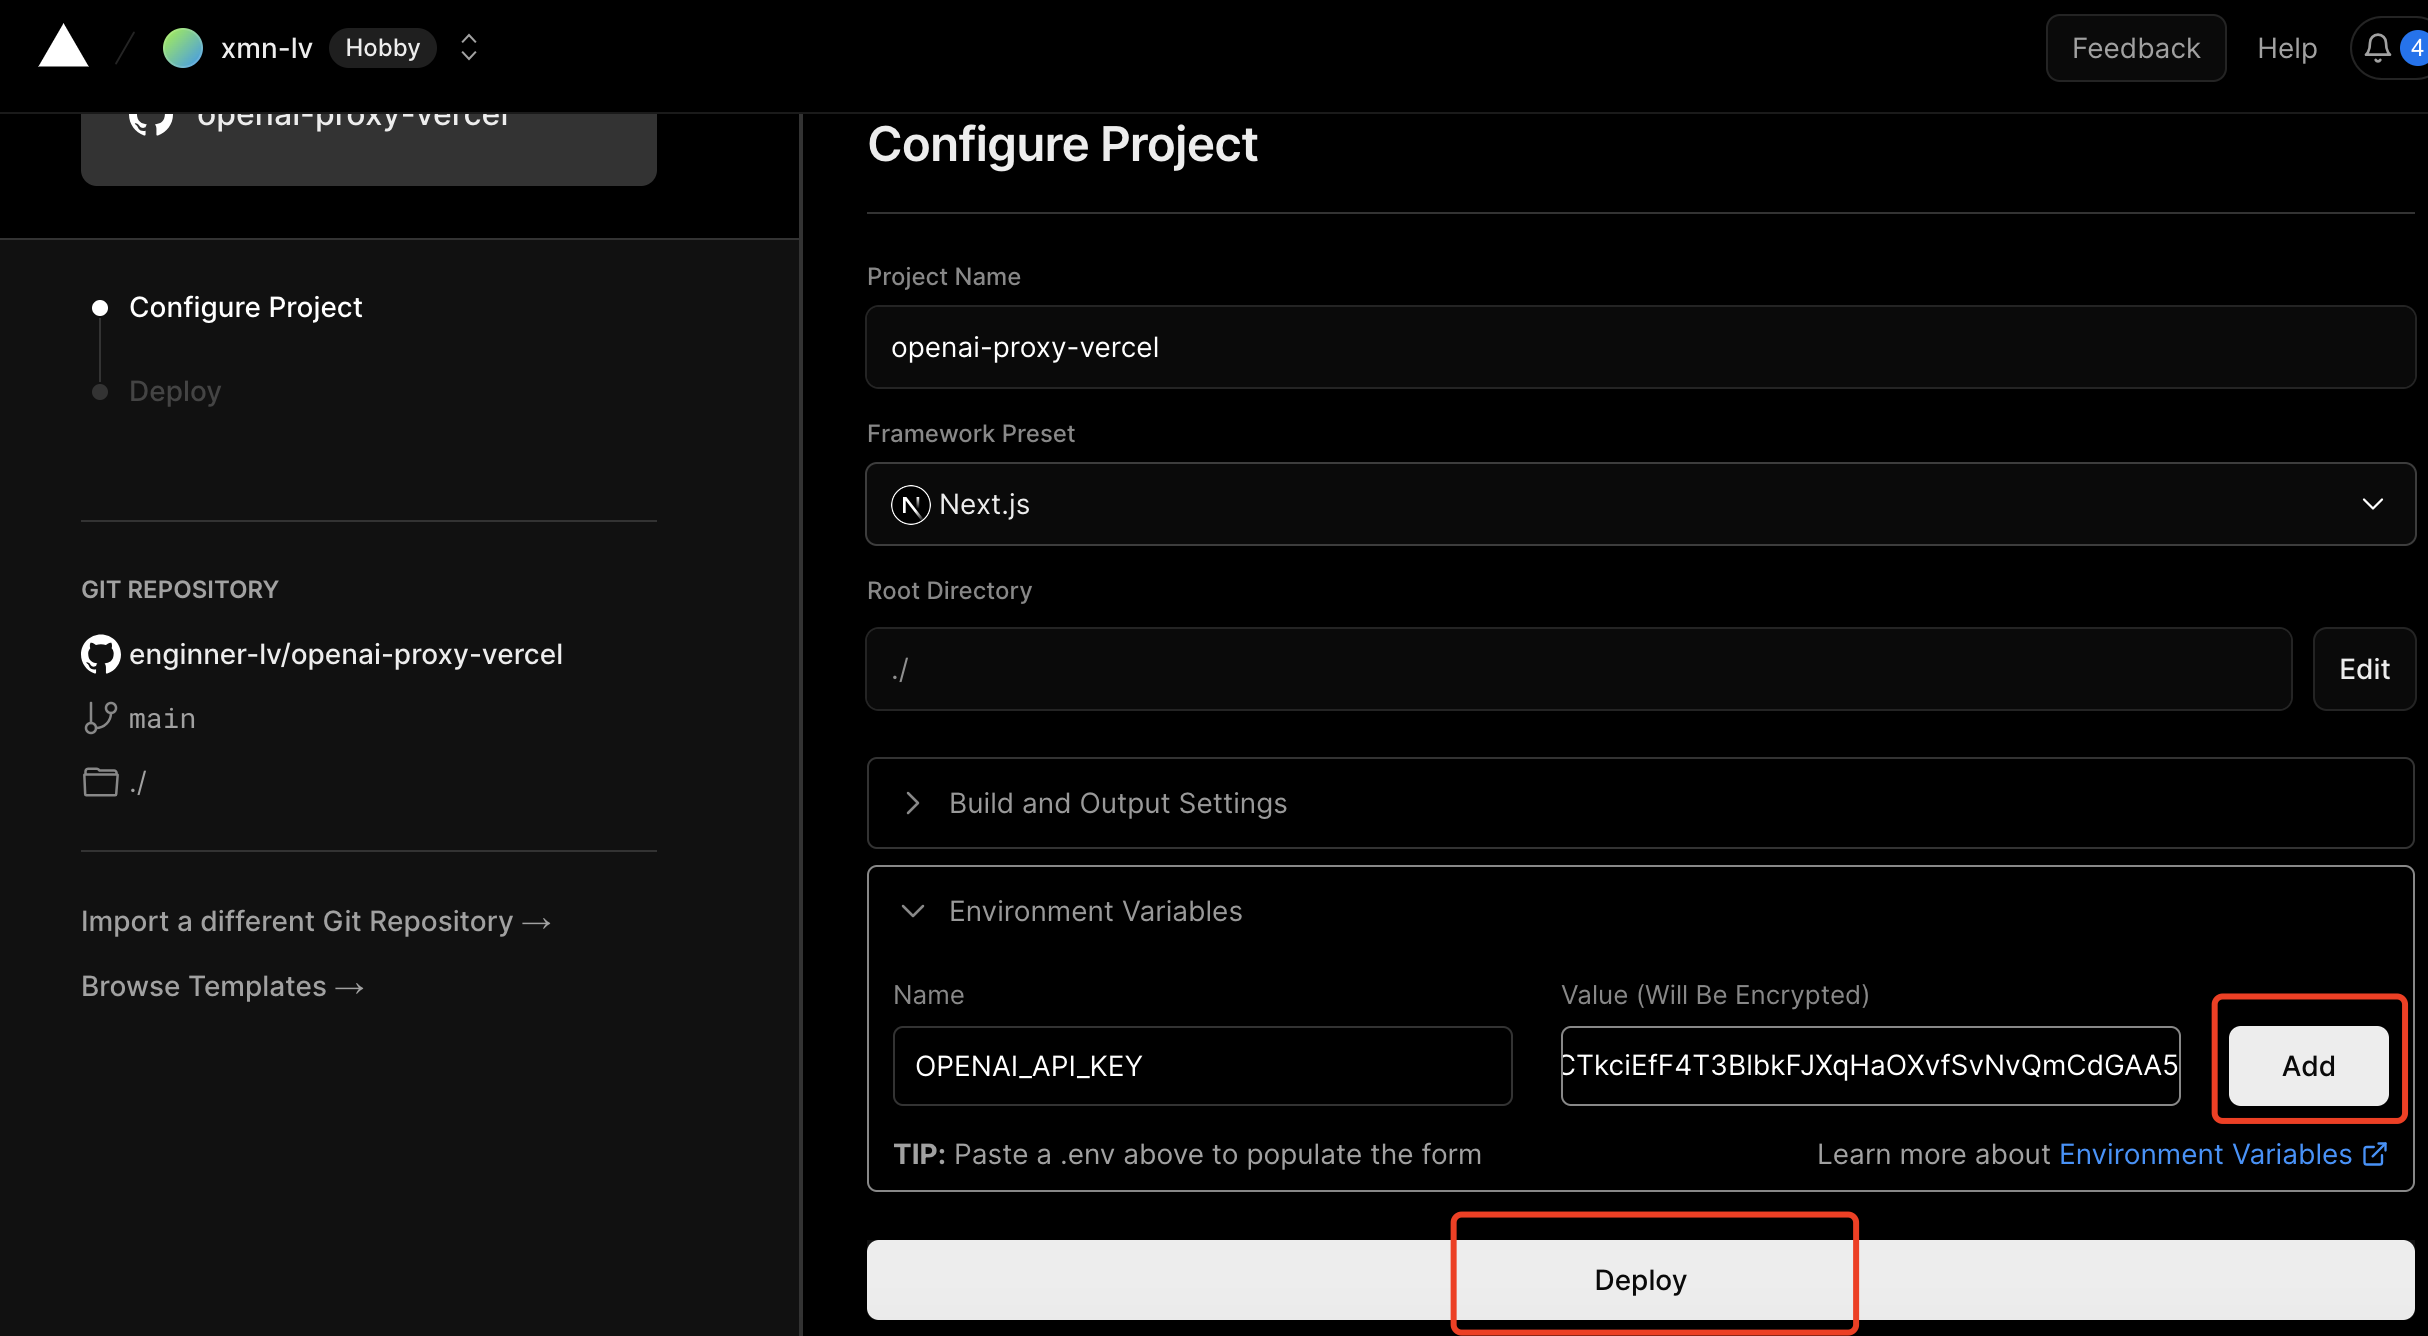 xmn-lv Hobby
Feedback Help 4
openai-proxy-vercel
Configure Project
Deploy
GIT REPOSITORY
enginner-lv/openai-proxy-vercel
main
./
Import a different Git Repository →
Browse Templates →
Configure Project
Project Name
openai-proxy-vercel
Framework Preset
N Next.js
Root Directory
./ Edit
Build and Output Settings
Environment Variables
Name Value (Will Be Encrypted)
OPENAI_API_KEY CTkciEfF4T3BlbkFJXqHaOXvfSvNvQmCdGAA5 Add
TIP: Paste a .env above to populate the form Learn more about Environment Variables
Deploy